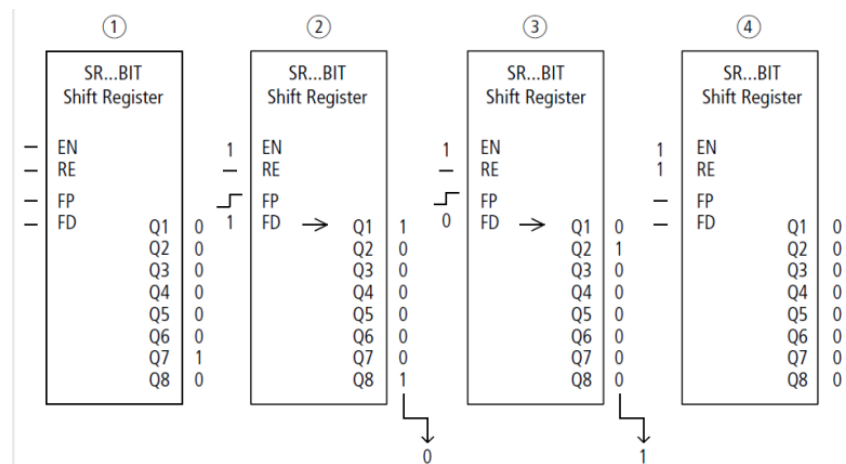 ① ② ③ ④
SR...BIT SR...BIT SR...BIT SR...BIT
Shift Register Shift Register Shift Register Shift Register
– EN 1 EN 1 EN 1 EN
– RE – RE – RE 1 RE
– FP FP FP – FP
– FD 1 FD → 0 FD → – FD
Q1 0 Q1 1 Q1 0 Q1 0
Q2 0 Q2 0 Q2 1 Q2 0
Q3 0 Q3 0 Q3 0 Q3 0
Q4 0 Q4 0 Q4 0 Q4 0
Q5 0 Q5 0 Q5 0 Q5 0
Q6 0 Q6 0 Q6 0 Q6 0
Q7 1 Q7 0 Q7 0 Q7 0
Q8 0 Q8 1 Q8 0 Q8 0
0 1